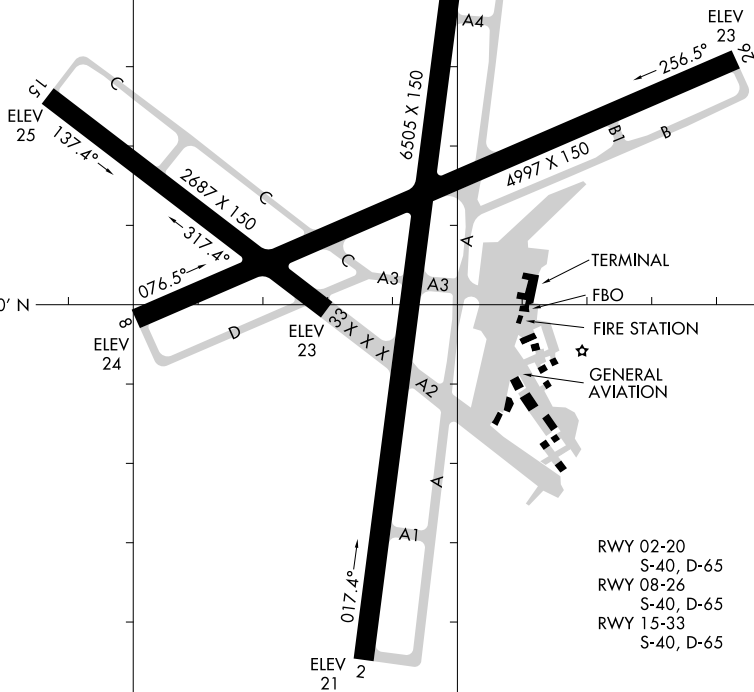 A4
ELEV
23
26
256.5°
15
C
ELEV
25
137.4°
6505 X 150
B1
B
4997 X 150
2687 X 150
C
317.4°
A
C
A3
A3
076.5°
TERMINAL
FBO
0' N
8
D
ELEV
24
ELEV
23
33
X X X
FIRE STATION
A2
GENERAL
AVIATION
A
A1
017.4°
RWY 02-20
S-40, D-65
RWY 08-26
S-40, D-65
RWY 15-33
S-40, D-65
ELEV
21
2